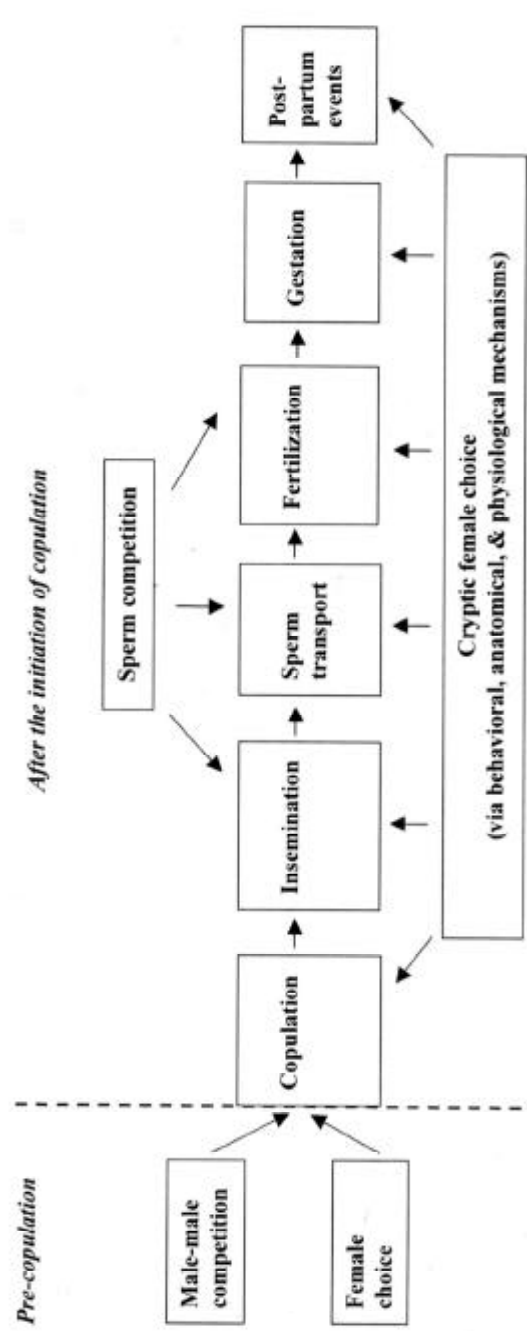 Pre-copulation
After the initiation of copulation
Male-male
competition
Female
choice
Sperm competition
Copulation
Insemination
Sperm
transport
Fertilization
Gestation
Post-
partum
events
Cryptic female choice
(via behavioral, anatomical, & physiological mechanisms)